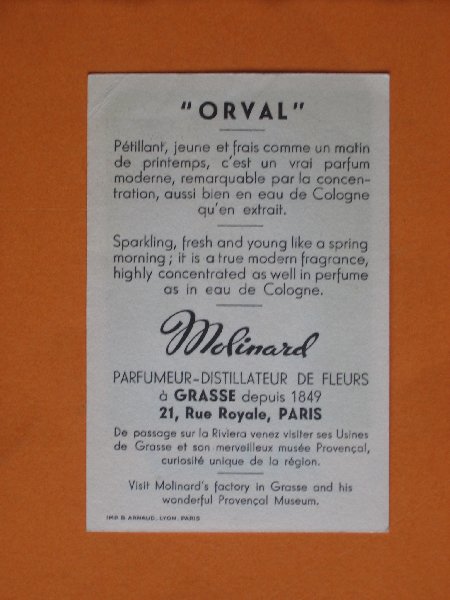 "ORVAL"
Pétillant, jeune et frais comme un matin
de printemps, c'est un vrai parfum
moderne, remarquable par la concen-
tration, aussi bien en eau de Cologne
qu'en extrait.
Sparkling, fresh and young like a spring
morning ; it is a true modern fragrance,
highly concentrated as well in perfume
as in eau de Cologne.
Molinard
PARFUMEUR-DISTILLATEUR DE FLEURS
à GRASSE depuis 1849
21, Rue Royale, PARIS
De passage sur la Riviera venez visiter ses Usines
de Grasse et son merveilleux musée Provençal,
curiosité unique de la région.
Visit Molinard's factory in Grasse and his
wonderful Provençal Museum.
IMP. B. ARNAUD, LYON, PARIS